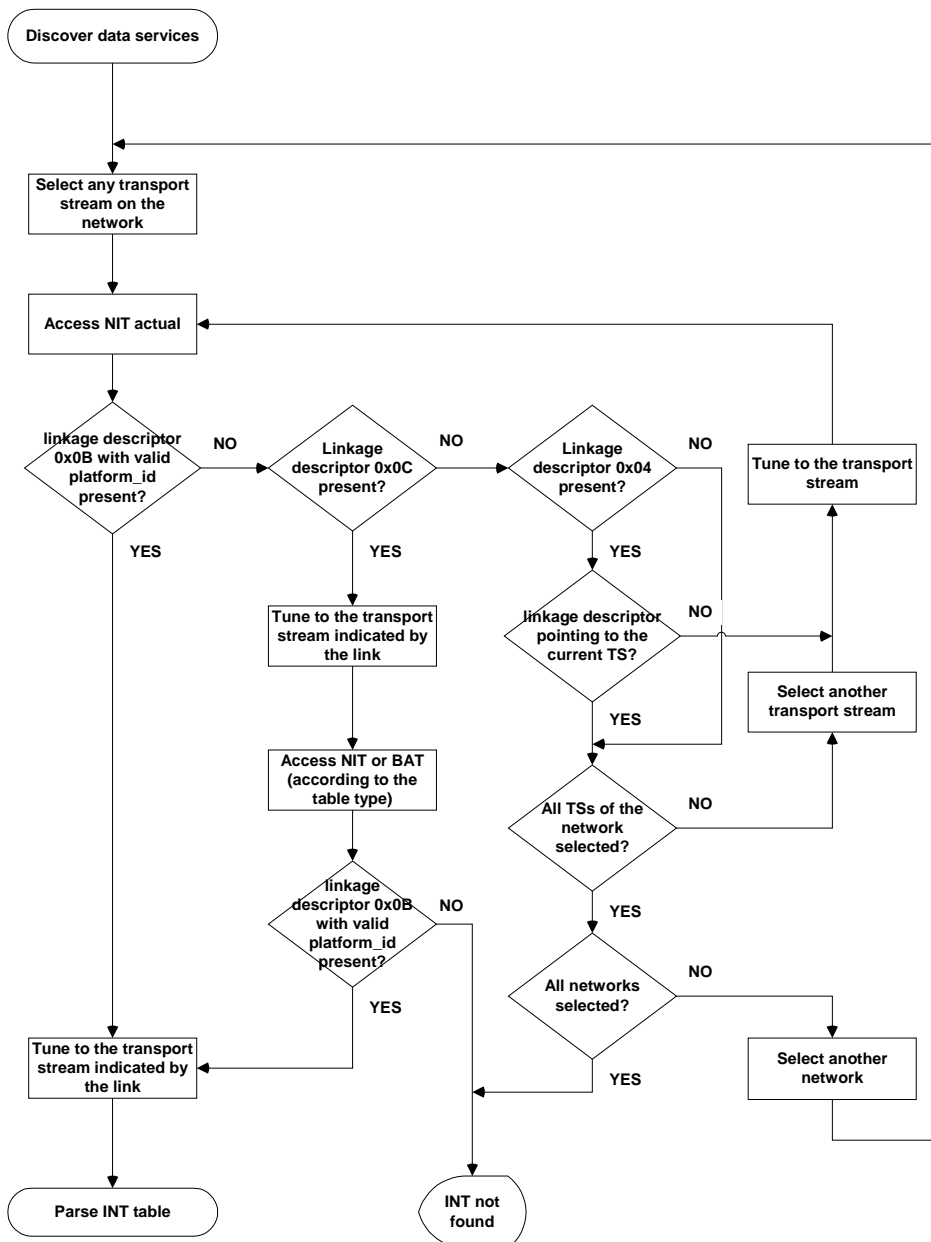 Discover data services
Select any transport
stream on the
network
Access NIT actual
linkage descriptor
0x0B with valid
platform_id
present?
NO
YES
Linkage
descriptor 0x0C
present?
NO
YES
Linkage
descriptor 0x04
present?
NO
YES
Tune to the transport
stream
Tune to the transport
stream indicated by
the link
linkage descriptor
pointing to the
current TS?
NO
YES
Select another
transport stream
Access NIT or BAT
(according to the
table type)
All TSs of the
network
selected?
NO
YES
linkage
descriptor 0x0B
with valid
platform_id
present?
NO
YES
All networks
selected?
NO
YES
Tune to the transport
stream indicated by
the link
Select another
network
Parse INT table
INT not
found